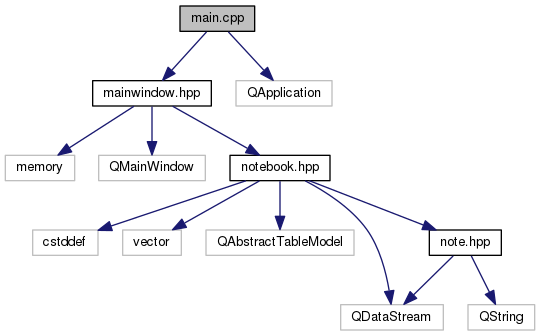 main.cpp
mainwindow.hpp
QApplication
memory
QMainWindow
notebook.hpp
cstddef
vector
QAbstractTableModel
note.hpp
QDataStream
QString